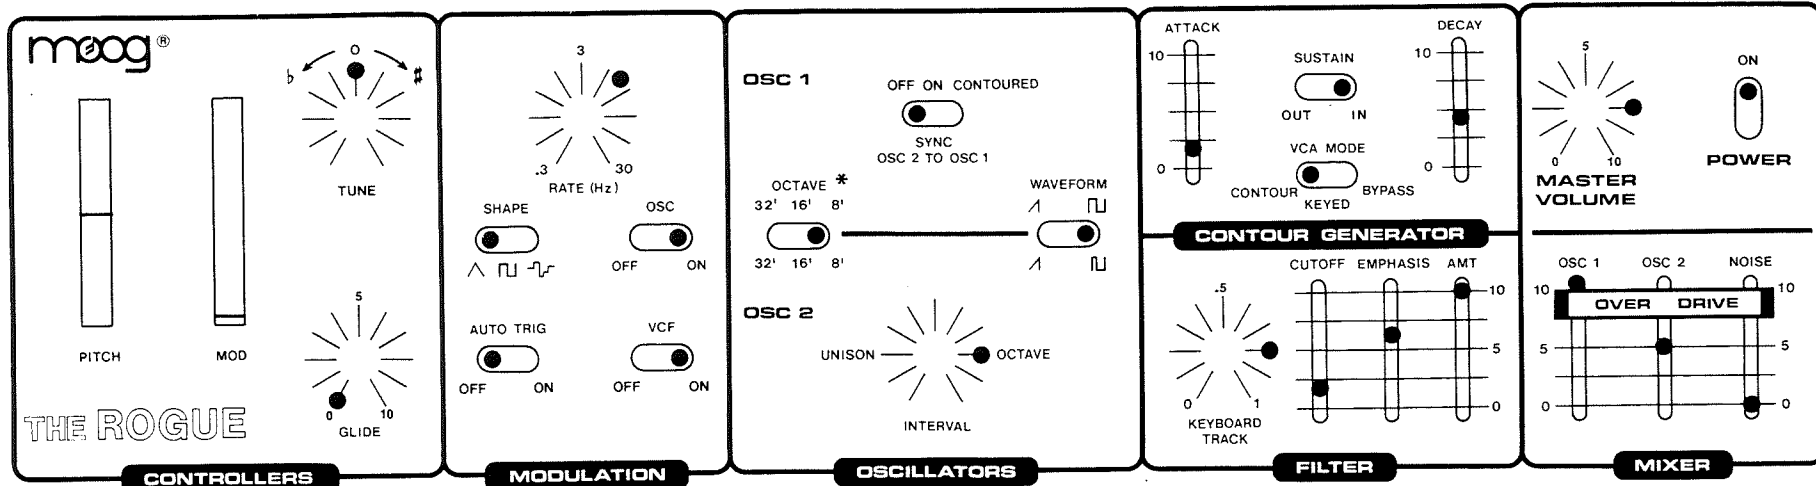 moog®
♭ 0 ♯
TUNE
PITCH
MOD
5
0 10
GLIDE
THE ROGUE
CONTROLLERS
3
.3 30
RATE (Hz)
SHAPE
OSC
OFF ON
AUTO TRIG
OFF ON
VCF
OFF ON
MODULATION
OSC 1
OFF ON CONTOURED
SYNC
OSC 2 TO OSC 1
OCTAVE *
32' 16' 8'
32' 16' 8'
WAVEFORM
OSC 2
UNISON
OCTAVE
INTERVAL
OSCILLATORS
ATTACK
10
0
SUSTAIN
OUT IN
VCA MODE
CONTOUR BYPASS
KEYED
DECAY
10
0
CONTOUR GENERATOR
.5
0 1
KEYBOARD
TRACK
CUTOFF EMPHASIS AMT
10
5
0
FILTER
5
0 10
MASTER
VOLUME
ON
POWER
OSC 1 OSC 2 NOISE
10 10
OVER DRIVE
5 5
0 0
MIXER